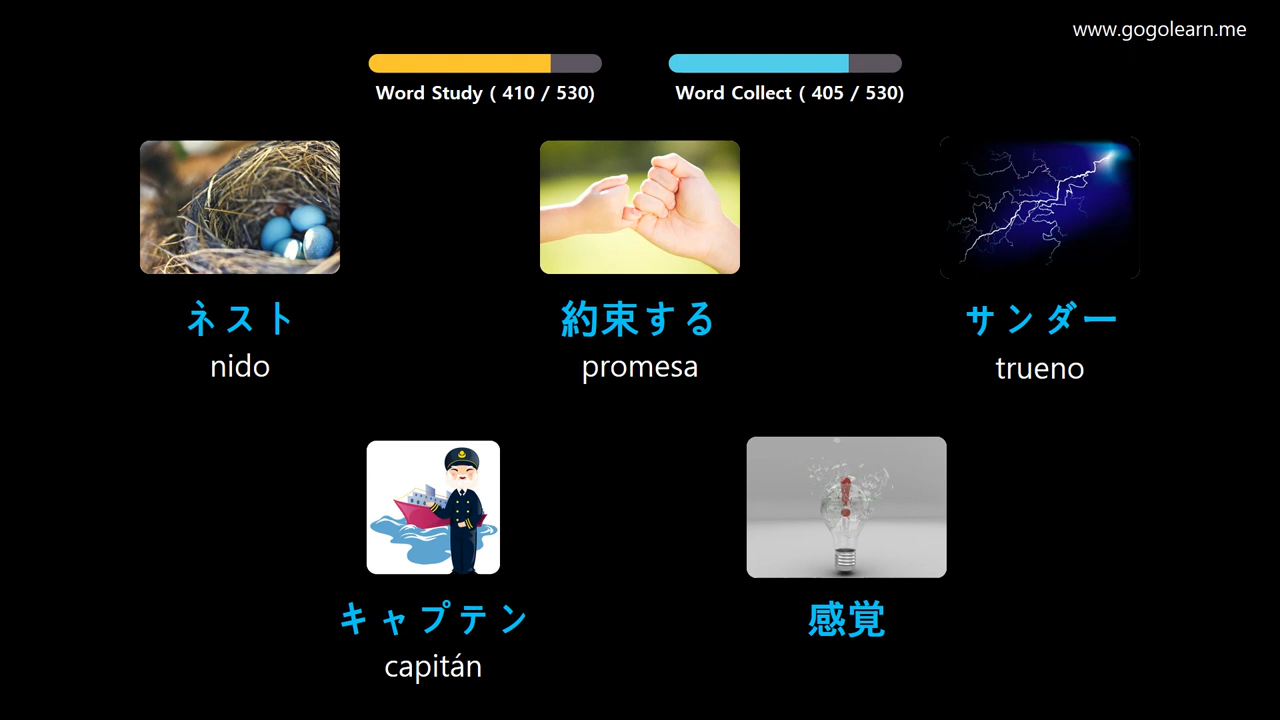 www.gogolearn.me
Word Study ( 410 / 530)
Word Collect ( 405 / 530)
ネスト
約束する
サンダー
nido
promesa
trueno
キャプテン
感覚
capitán